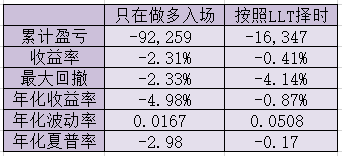 只在做多入场 按照LLT择时
累计盈亏 -92,259 -16,347
收益率 -2.31% -0.41%
最大回撤 -2.33% -4.14%
年化收益率 -4.98% -0.87%
年化波动率 0.0167 0.0508
年化夏普率 -2.98 -0.17